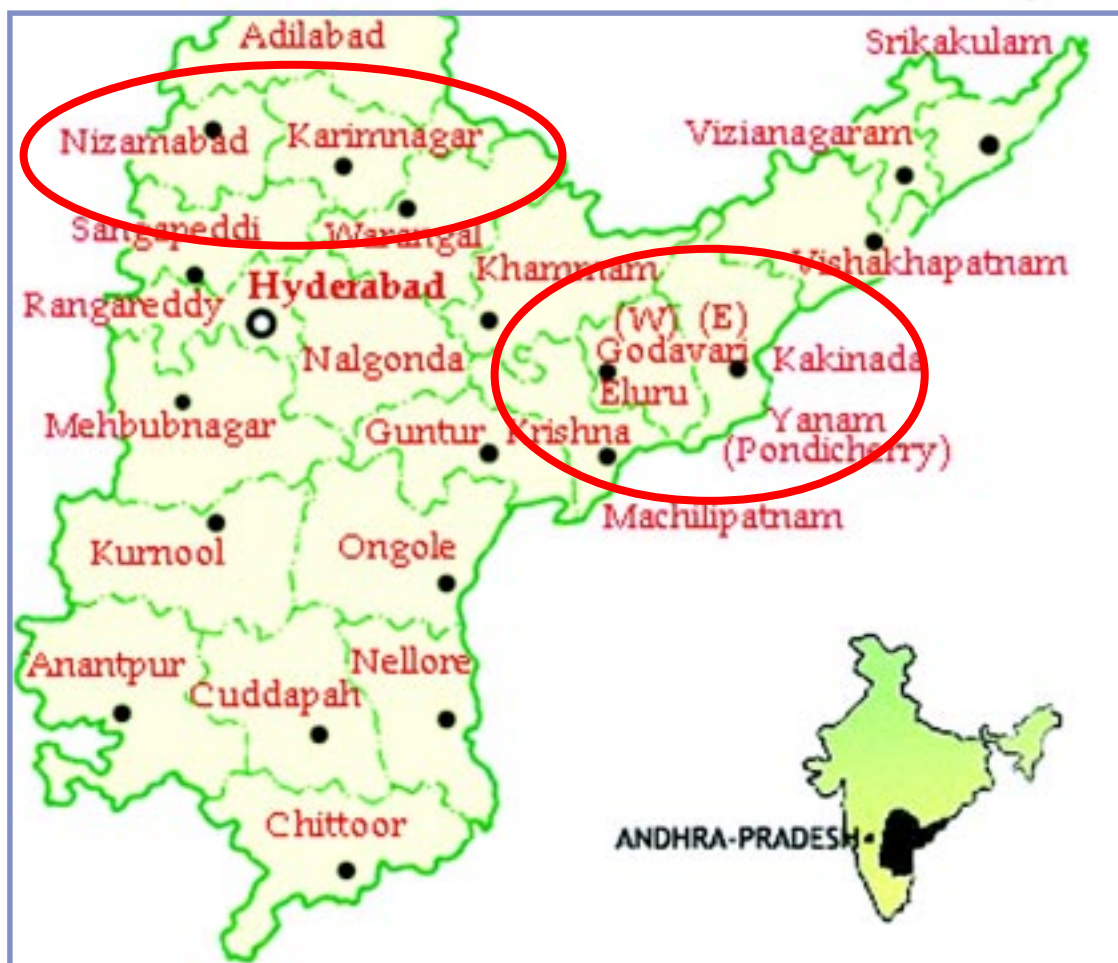 Adilabad
Srikakulam
Nizamabad
Karimnagar
Vizianagaram
Sangapeddi
Warangal
Khammam
Vishakhapatnam
Rangareddy
Hyderabad
(W) (E)
Nalgonda
Godavari
Kakinada
Eluru
Mehbubnagar
Guntur
Krishna
Yanam
(Pondicherry)
Machilipatnam
Kurnool
Ongole
Anantpur
Cuddapah
Nellore
Chittoor
ANDHRA-PRADESH